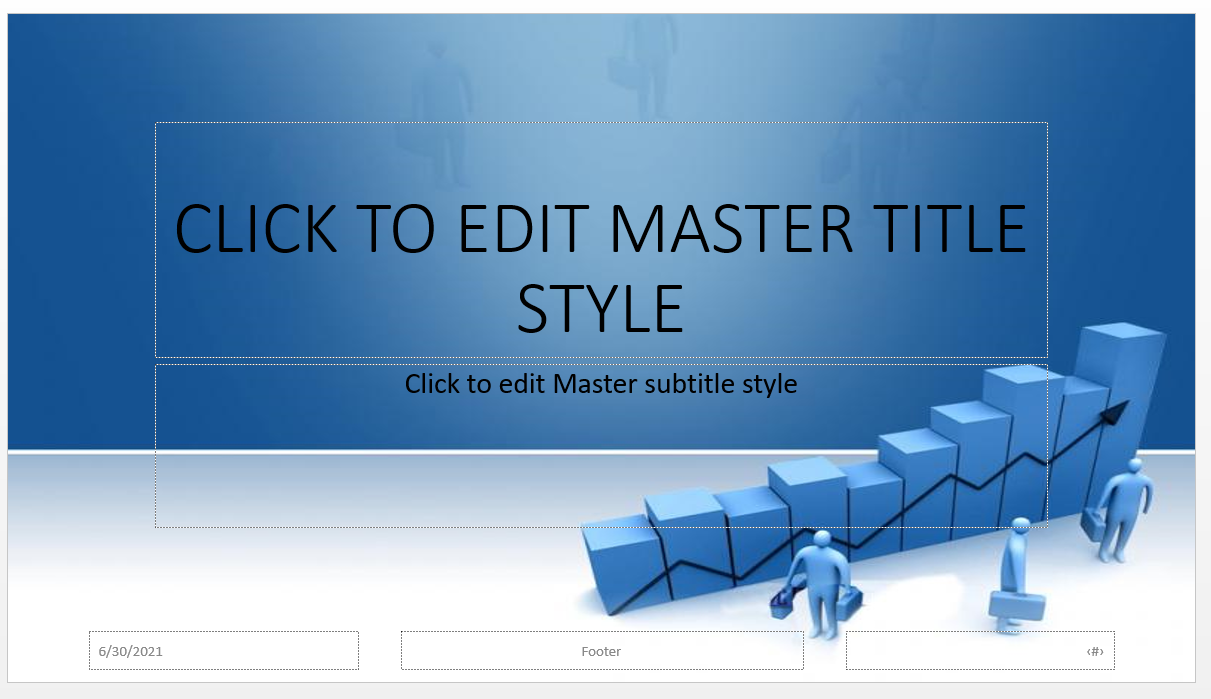 CLICK TO EDIT MASTER TITLE
STYLE
Click to edit Master subtitle style
6/30/2021
Footer
‹#›